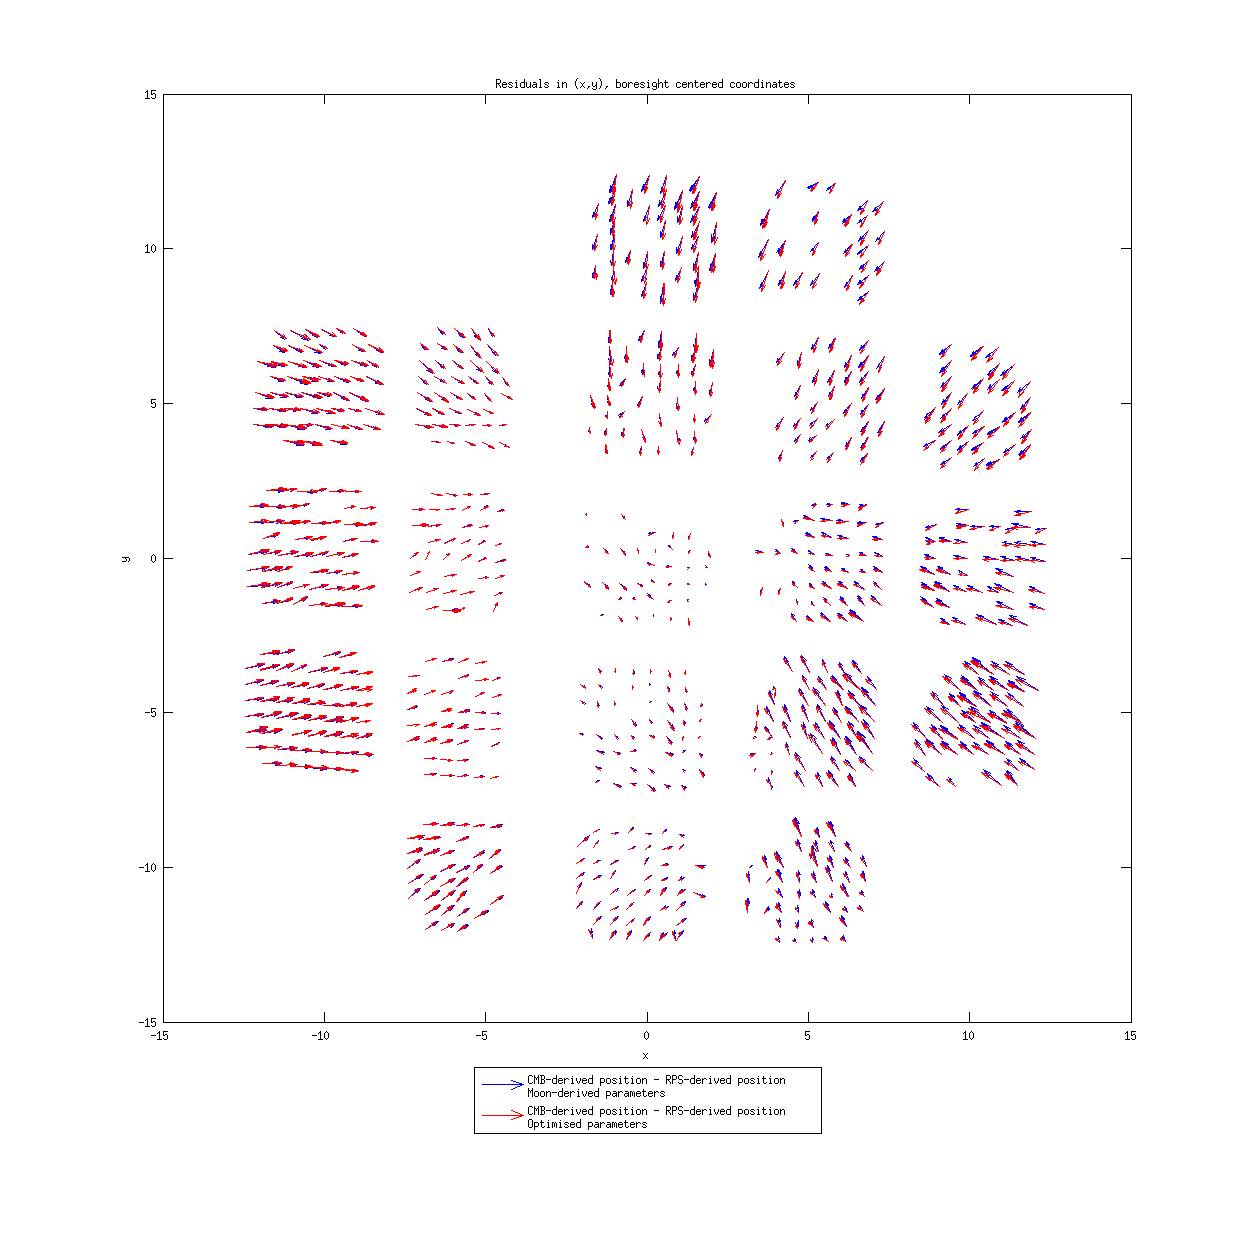 Residuals in (x,y), boresight centered coordinates
15
10
5
0
-5
-10
-15
y
-15
-10
-5
0
5
10
15
x
CMB-derived position - RPS-derived position
Moon-derived parameters
CMB-derived position - RPS-derived position
Optimised parameters